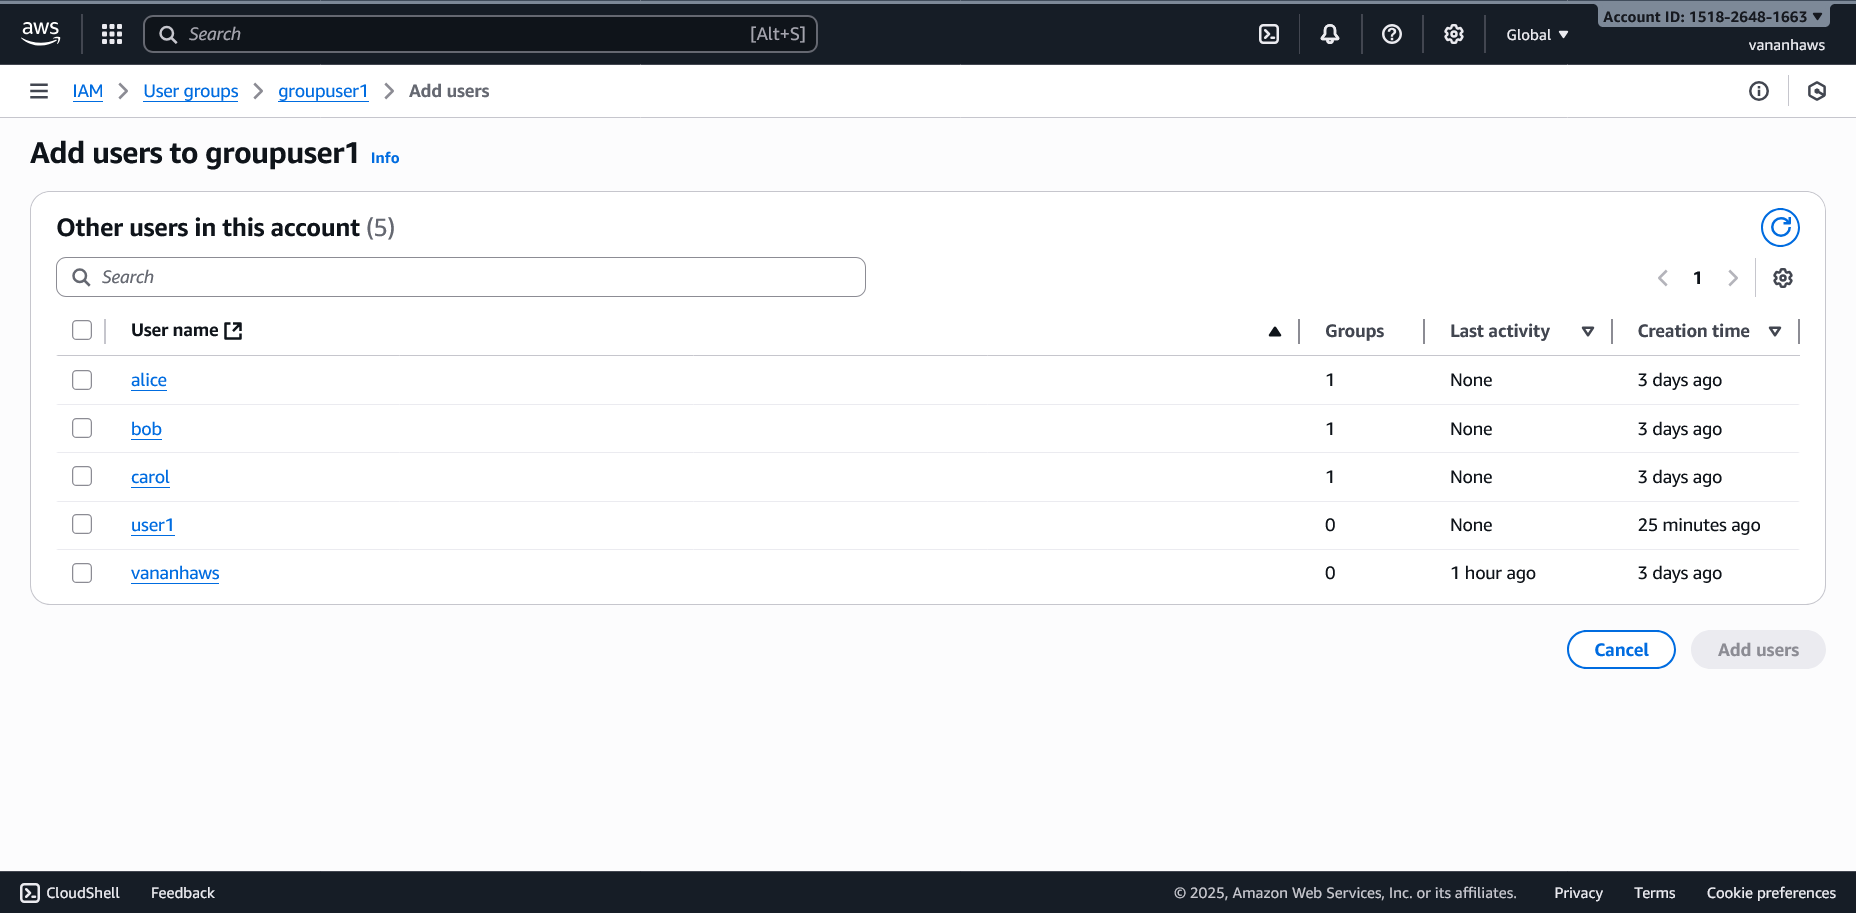 aws
Search [Alt+S]
Global
Account ID: 1518-2648-1663
vananhaws
IAM User groups groupuser1 Add users
Add users to groupuser1 Info
Other users in this account (5)
Search
1
User name Groups Last activity Creation time
alice 1 None 3 days ago
bob 1 None 3 days ago
carol 1 None 3 days ago
user1 0 None 25 minutes ago
vananhaws 0 1 hour ago 3 days ago
Cancel Add users
CloudShell Feedback © 2025, Amazon Web Services, Inc. or its affiliates. Privacy Terms Cookie preferences